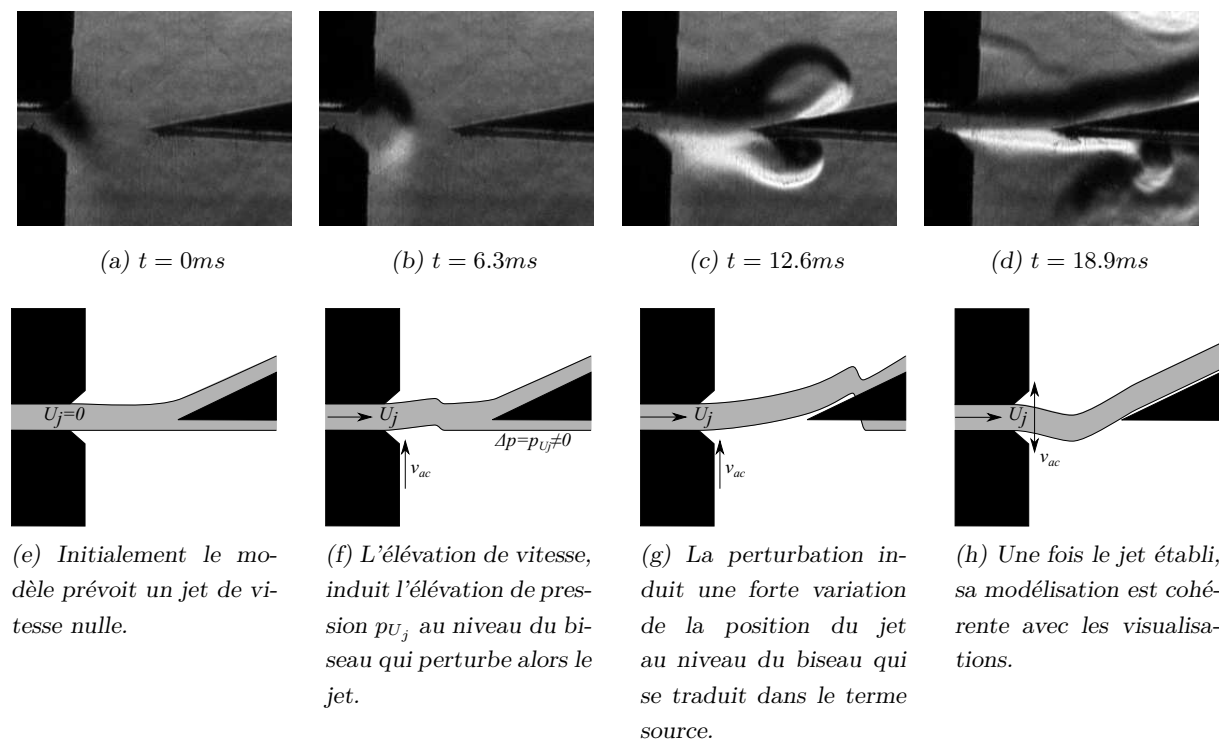 (a) t = 0ms
(b) t = 6.3ms
(c) t = 12.6ms
(d) t = 18.9ms
U_j=0
U_j
v_ac
Δp=p_Uj≠0
U_j
v_ac
U_j
v_ac
(e) Initialement le mo-
dèle prévoit un jet de vi-
tesse nulle.
(f) L'élévation de vitesse,
induit l'élévation de pres-
sion p_{U_j} au niveau du bi-
seau qui perturbe alors le
jet.
(g) La perturbation in-
duit une forte variation
de la position du jet
au niveau du biseau qui
se traduit dans le terme
source.
(h) Une fois le jet établi,
sa modélisation est cohé-
rente avec les visualisa-
tions.